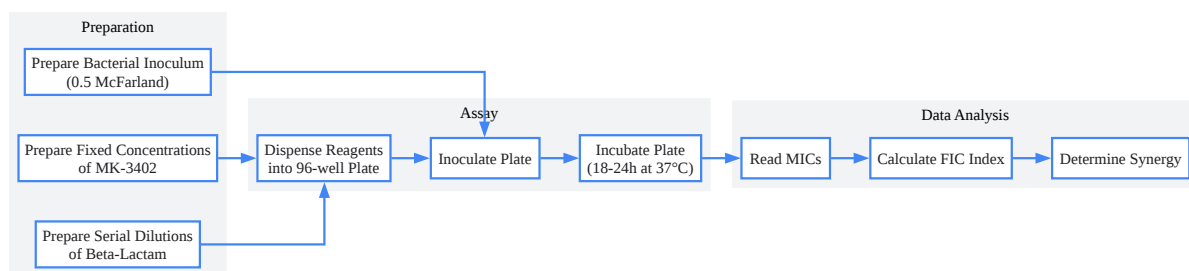 Preparation
Prepare Bacterial Inoculum
(0.5 McFarland)
Prepare Fixed Concentrations
of MK-3402
Prepare Serial Dilutions
of Beta-Lactam
Assay
Dispense Reagents
into 96-well Plate
Inoculate Plate
Incubate Plate
(18-24h at 37°C)
Data Analysis
Read MICs
Calculate FIC Index
Determine Synergy